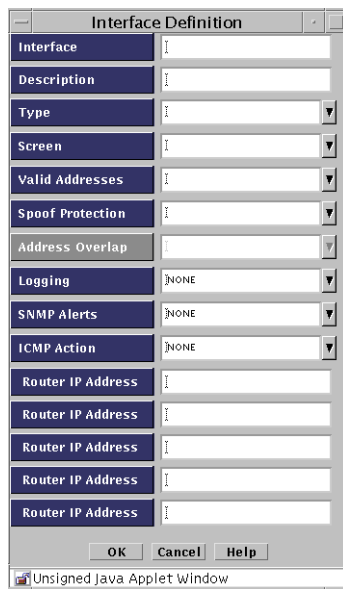 Interface Definition
Interface
Description
Type
Screen
Valid Addresses
Spoof Protection
Address Overlap
Logging NONE
SNMP Alerts NONE
ICMP Action NONE
Router IP Address
Router IP Address
Router IP Address
Router IP Address
Router IP Address
OK Cancel Help
Unsigned Java Applet Window